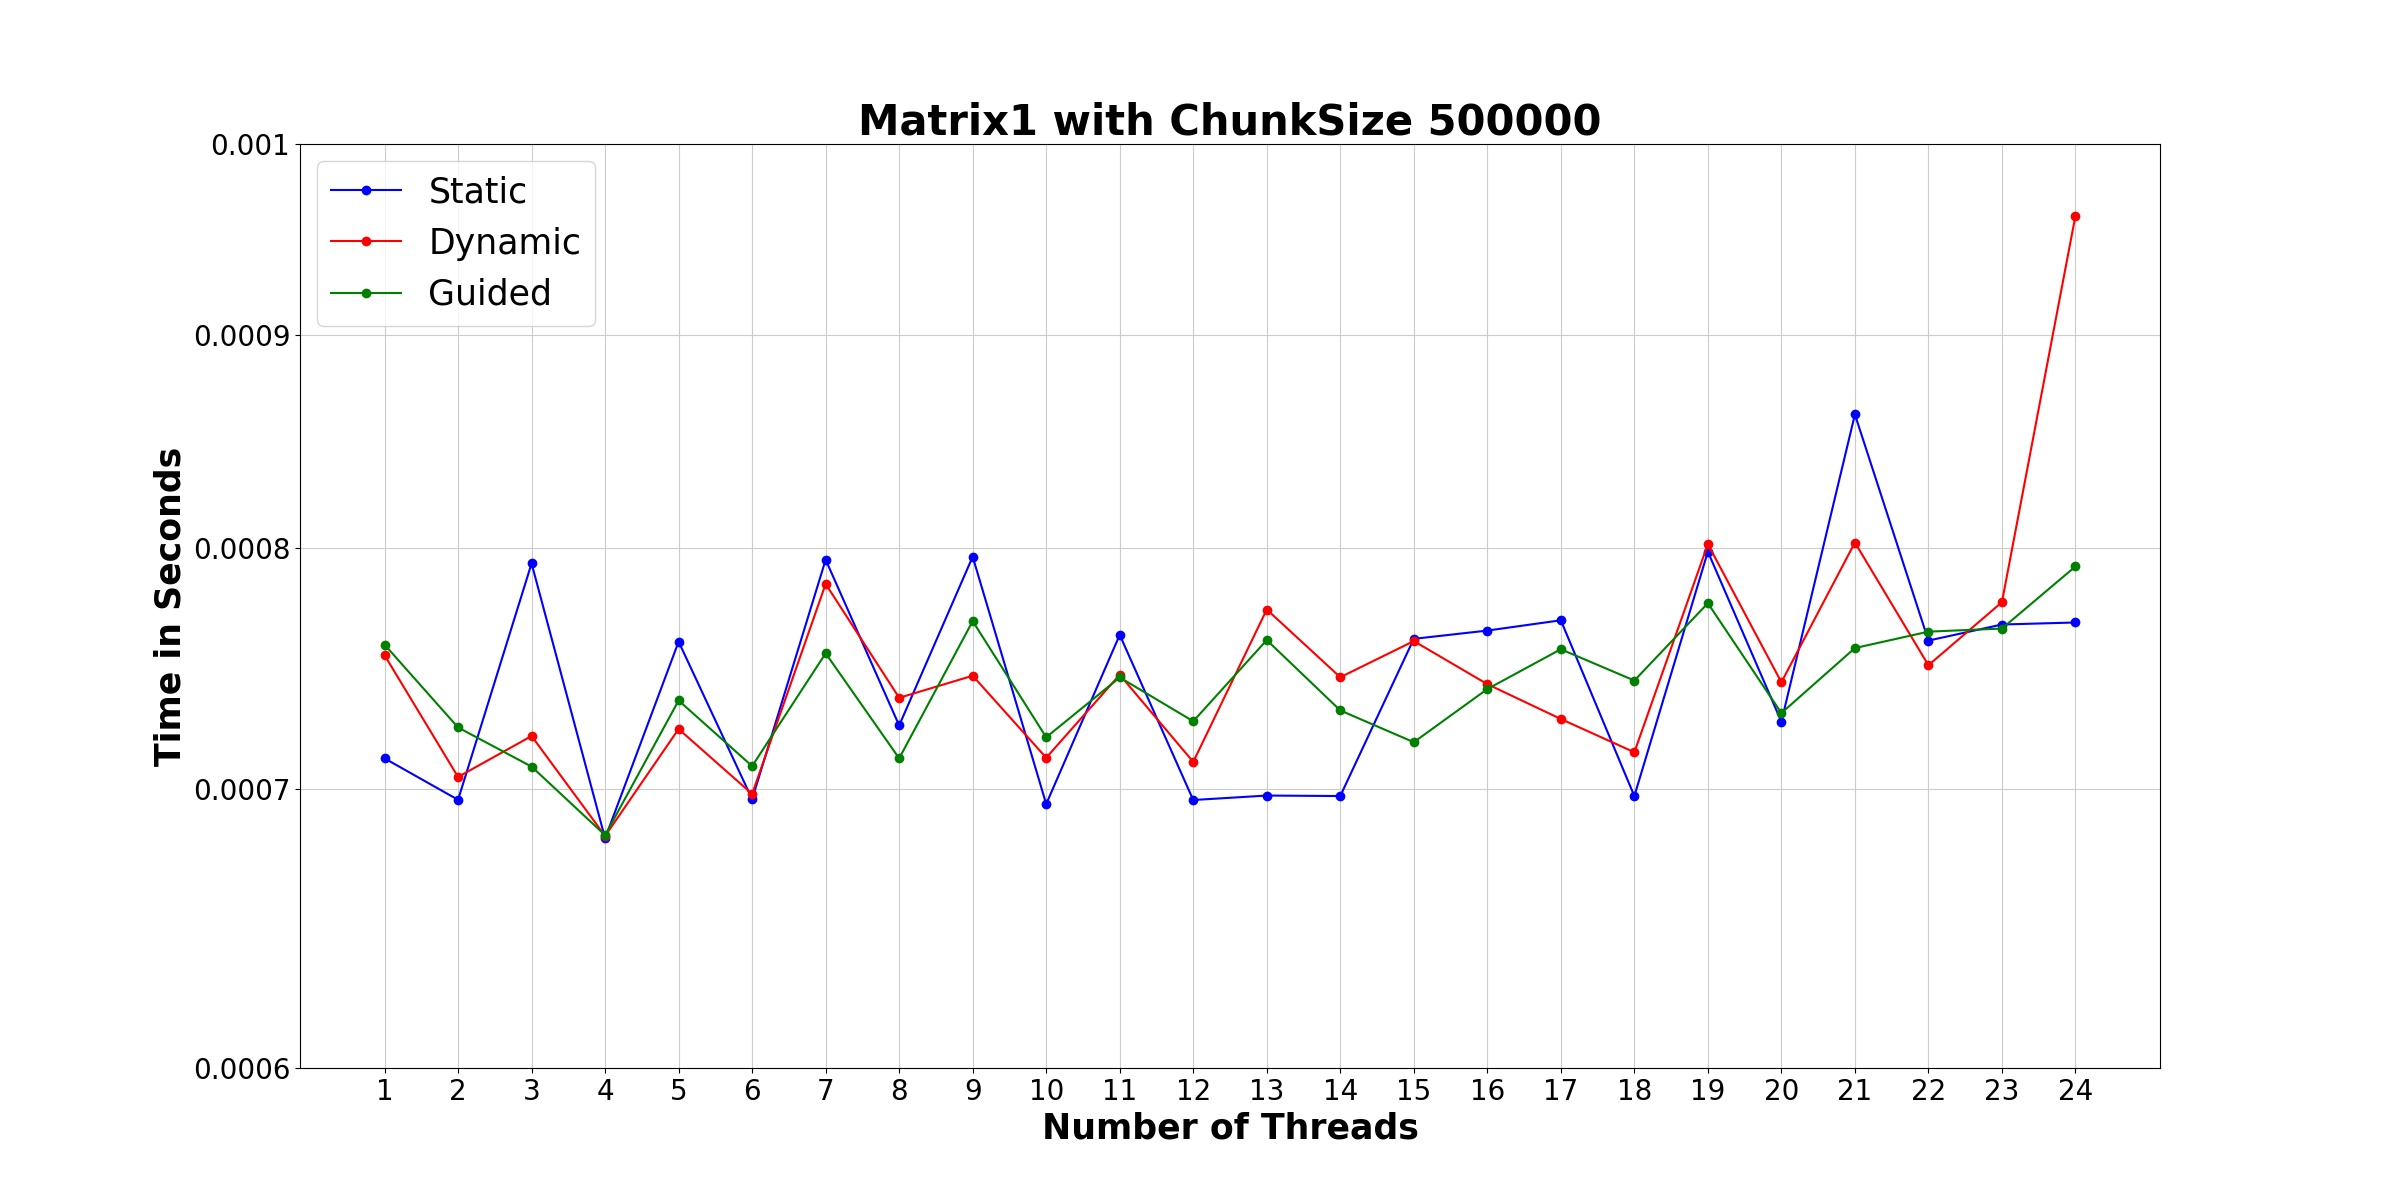 Matrix1 with ChunkSize 500000
0.001
0.0009
0.0008
0.0007
0.0006
Time in Seconds
Static
Dynamic
Guided
1 2 3 4 5 6 7 8 9 10 11 12 13 14 15 16 17 18 19 20 21 22 23 24
Number of Threads